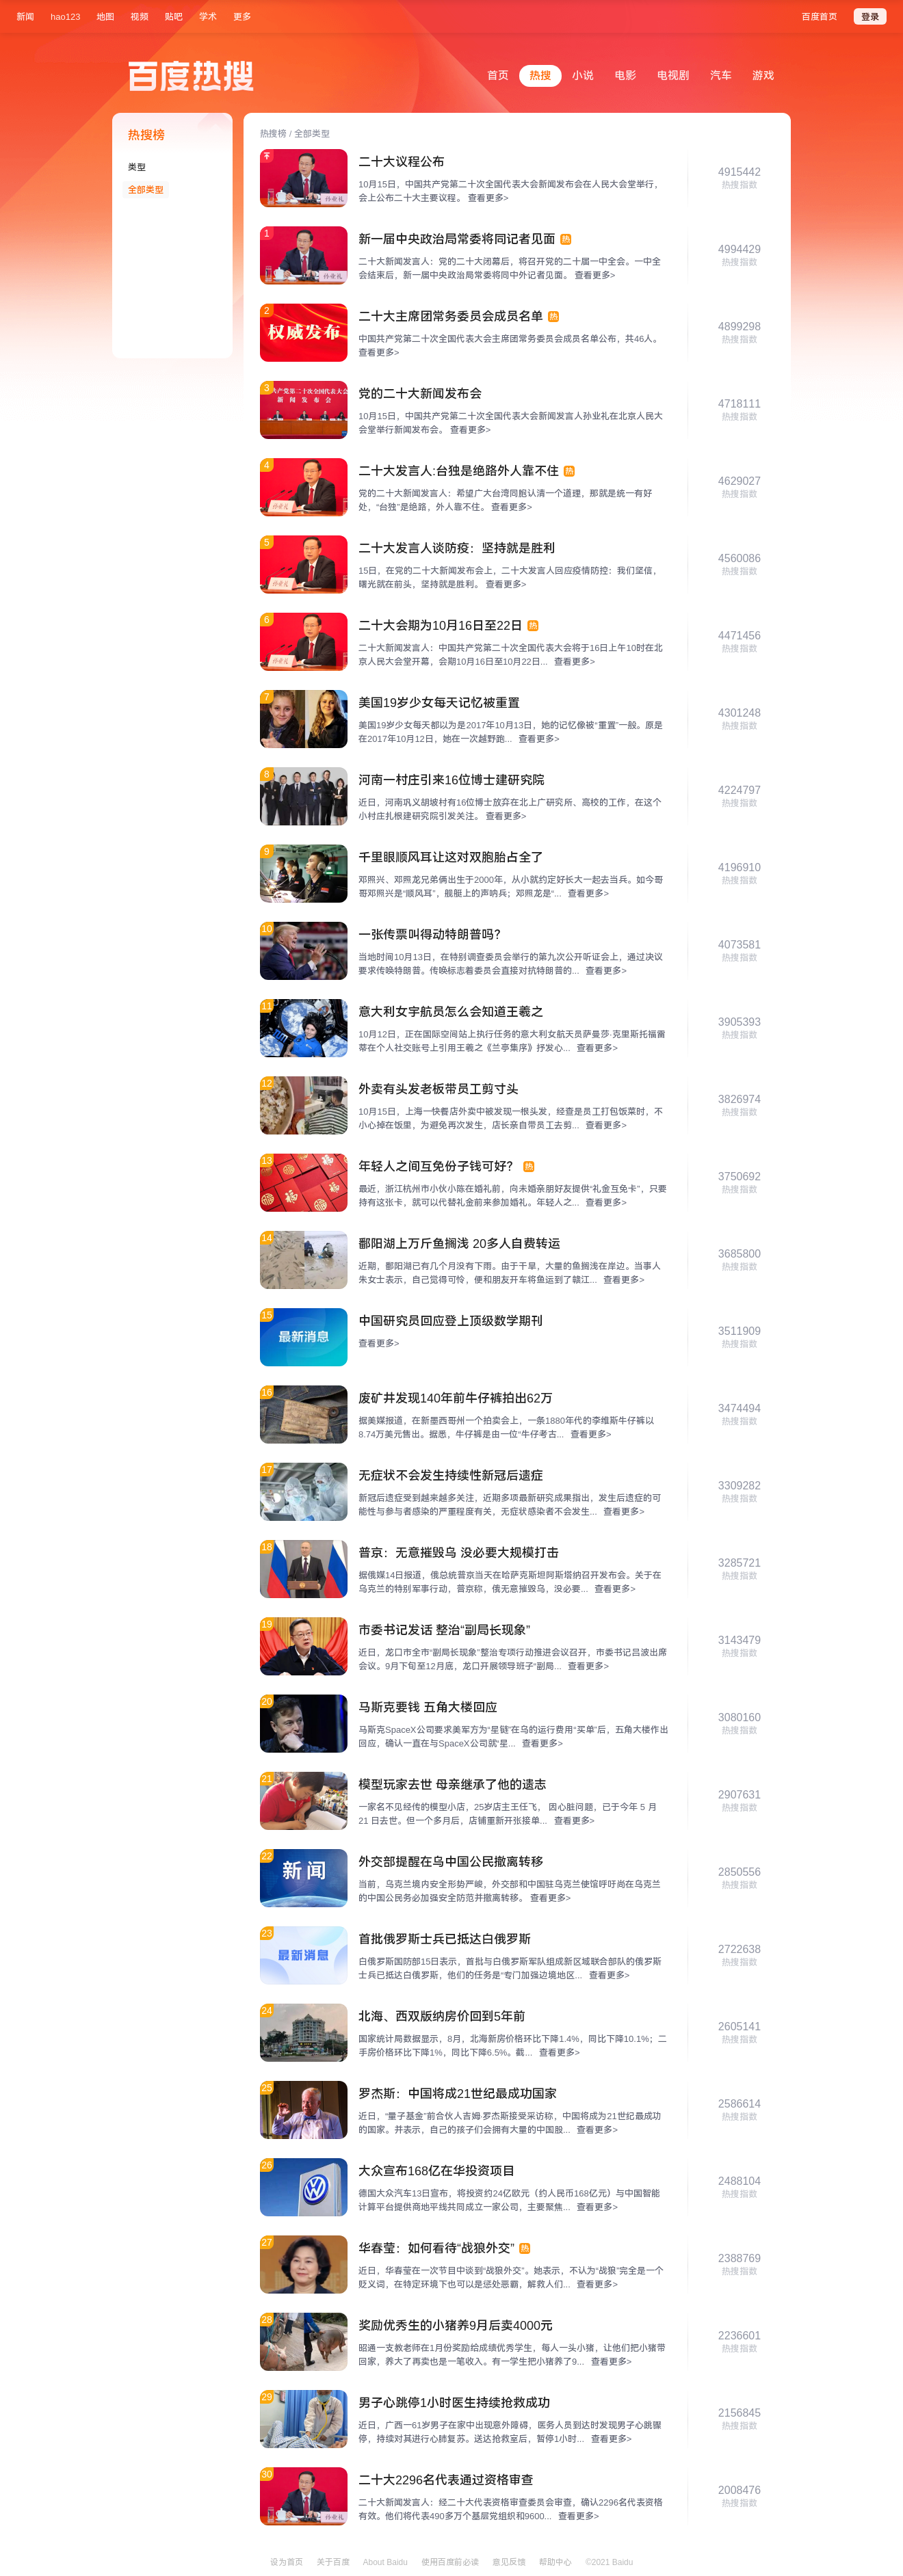 新闻 hao123 地图 视频 贴吧 学术 更多 百度首页 登录
百度热搜 首页 热搜 小说 电影 电视剧 汽车 游戏
热搜榜
类型
全部类型
热搜榜 / 全部类型
二十大议程公布
10月15日，中国共产党第二十次全国代表大会新闻发布会在人民大会堂举行，
会上公布二十大主要议程。 查看更多>
4915442
热搜指数
1
新一届中央政治局常委将同记者见面 热
二十大新闻发言人：党的二十大闭幕后，将召开党的二十届一中全会。一中全
会结束后，新一届中央政治局常委将同中外记者见面。 查看更多>
4994429
热搜指数
2
权威发布
二十大主席团常务委员会成员名单 热
中国共产党第二十次全国代表大会主席团常务委员会成员名单公布，共46人。
查看更多>
4899298
热搜指数
3
党的二十大新闻发布会
10月15日，中国共产党第二十次全国代表大会新闻发言人孙业礼在北京人民大
会堂举行新闻发布会。 查看更多>
4718111
热搜指数
4
二十大发言人:台独是绝路外人靠不住 热
党的二十大新闻发言人：希望广大台湾同胞认清一个道理，那就是统一有好
处，“台独”是绝路，外人靠不住。 查看更多>
4629027
热搜指数
5
二十大发言人谈防疫：坚持就是胜利
15日，在党的二十大新闻发布会上，二十大发言人回应疫情防控：我们坚信，
曙光就在前头，坚持就是胜利。 查看更多>
4560086
热搜指数
6
二十大会期为10月16日至22日 热
二十大新闻发言人：中国共产党第二十次全国代表大会将于16日上午10时在北
京人民大会堂开幕，会期10月16日至10月22日... 查看更多>
4471456
热搜指数
7
美国19岁少女每天记忆被重置
美国19岁少女每天都以为是2017年10月13日，她的记忆像被“重置”一般。原是
在2017年10月12日，她在一次越野跑... 查看更多>
4301248
热搜指数
8
河南一村庄引来16位博士建研究院
近日，河南巩义胡坡村有16位博士放弃在北上广研究所、高校的工作，在这个
小村庄扎根建研究院引发关注。 查看更多>
4224797
热搜指数
9
千里眼顺风耳让这对双胞胎占全了
邓照兴、邓照龙兄弟俩出生于2000年，从小就约定好长大一起去当兵。如今哥
哥邓照兴是“顺风耳”，舰艇上的声呐兵；邓照龙是“... 查看更多>
4196910
热搜指数
10
一张传票叫得动特朗普吗?
当地时间10月13日，在特别调查委员会举行的第九次公开听证会上，通过决议
要求传唤特朗普。传唤标志着委员会直接对抗特朗普的... 查看更多>
4073581
热搜指数
11
意大利女宇航员怎么会知道王羲之
10月12日，正在国际空间站上执行任务的意大利女航天员萨曼莎·克里斯托福雷
蒂在个人社交账号上引用王羲之《兰亭集序》抒发心... 查看更多>
3905393
热搜指数
12
外卖有头发老板带员工剪寸头
10月15日，上海一快餐店外卖中被发现一根头发，经查是员工打包饭菜时，不
小心掉在饭里，为避免再次发生，店长亲自带员工去剪... 查看更多>
3826974
热搜指数
13
年轻人之间互免份子钱可好？ 热
最近，浙江杭州市小伙小陈在婚礼前，向未婚亲朋好友提供“礼金互免卡”，只要
持有这张卡，就可以代替礼金前来参加婚礼。年轻人之... 查看更多>
3750692
热搜指数
14
鄱阳湖上万斤鱼搁浅 20多人自费转运
近期，鄱阳湖已有几个月没有下雨。由于干旱，大量的鱼搁浅在岸边。当事人
朱女士表示，自己觉得可怜，便和朋友开车将鱼运到了赣江... 查看更多>
3685800
热搜指数
15
最新消息
中国研究员回应登上顶级数学期刊
查看更多>
3511909
热搜指数
16
废矿井发现140年前牛仔裤拍出62万
据美媒报道，在新墨西哥州一个拍卖会上，一条1880年代的李维斯牛仔裤以
8.74万美元售出。据悉，牛仔裤是由一位“牛仔考古... 查看更多>
3474494
热搜指数
17
无症状不会发生持续性新冠后遗症
新冠后遗症受到越来越多关注，近期多项最新研究成果指出，发生后遗症的可
能性与参与者感染的严重程度有关，无症状感染者不会发生... 查看更多>
3309282
热搜指数
18
普京：无意摧毁乌 没必要大规模打击
据俄媒14日报道，俄总统普京当天在哈萨克斯坦阿斯塔纳召开发布会。关于在
乌克兰的特别军事行动，普京称，俄无意摧毁乌，没必要... 查看更多>
3285721
热搜指数
19
市委书记发话 整治“副局长现象”
近日，龙口市全市“副局长现象”整治专项行动推进会议召开，市委书记吕波出席
会议。9月下旬至12月底，龙口开展领导班子“副局... 查看更多>
3143479
热搜指数
20
马斯克要钱 五角大楼回应
马斯克SpaceX公司要求美军方为“星链”在乌的运行费用“买单”后，五角大楼作出
回应，确认一直在与SpaceX公司就“星... 查看更多>
3080160
热搜指数
21
模型玩家去世 母亲继承了他的遗志
一家名不见经传的模型小店，25岁店主王任飞， 因心脏问题，已于今年 5 月
21 日去世。但一个多月后，店铺重新开张接单... 查看更多>
2907631
热搜指数
22
新闻
外交部提醒在乌中国公民撤离转移
当前，乌克兰境内安全形势严峻，外交部和中国驻乌克兰使馆呼吁尚在乌克兰
的中国公民务必加强安全防范并撤离转移。 查看更多>
2850556
热搜指数
23
最新消息
首批俄罗斯士兵已抵达白俄罗斯
白俄罗斯国防部15日表示，首批与白俄罗斯军队组成新区域联合部队的俄罗斯
士兵已抵达白俄罗斯，他们的任务是“专门加强边境地区... 查看更多>
2722638
热搜指数
24
北海、西双版纳房价回到5年前
国家统计局数据显示，8月，北海新房价格环比下降1.4%，同比下降10.1%；二
手房价格环比下降1%，同比下降6.5%。截... 查看更多>
2605141
热搜指数
25
罗杰斯：中国将成21世纪最成功国家
近日，“量子基金”前合伙人吉姆·罗杰斯接受采访称，中国将成为21世纪最成功
的国家。并表示，自己的孩子们会拥有大量的中国股... 查看更多>
2586614
热搜指数
26
大众宣布168亿在华投资项目
德国大众汽车13日宣布，将投资约24亿欧元（约人民币168亿元）与中国智能
计算平台提供商地平线共同成立一家公司，主要聚焦... 查看更多>
2488104
热搜指数
27
华春莹：如何看待“战狼外交” 热
近日，华春莹在一次节目中谈到“战狼外交”。她表示，不认为“战狼”完全是一个
贬义词，在特定环境下也可以是惩处恶霸，解救人们... 查看更多>
2388769
热搜指数
28
奖励优秀生的小猪养9月后卖4000元
昭通一支教老师在1月份奖励给成绩优秀学生，每人一头小猪，让他们把小猪带
回家，养大了再卖也是一笔收入。有一学生把小猪养了9... 查看更多>
2236601
热搜指数
29
男子心跳停1小时医生持续抢救成功
近日，广西一61岁男子在家中出现意外障碍，医务人员到达时发现男子心跳骤
停，持续对其进行心肺复苏。送达抢救室后，暂停1小时... 查看更多>
2156845
热搜指数
30
二十大2296名代表通过资格审查
二十大新闻发言人：经二十大代表资格审查委员会审查，确认2296名代表资格
有效。他们将代表490多万个基层党组织和9600... 查看更多>
2008476
热搜指数
设为首页 关于百度 About Baidu 使用百度前必读 意见反馈 帮助中心 ©2021 Baidu